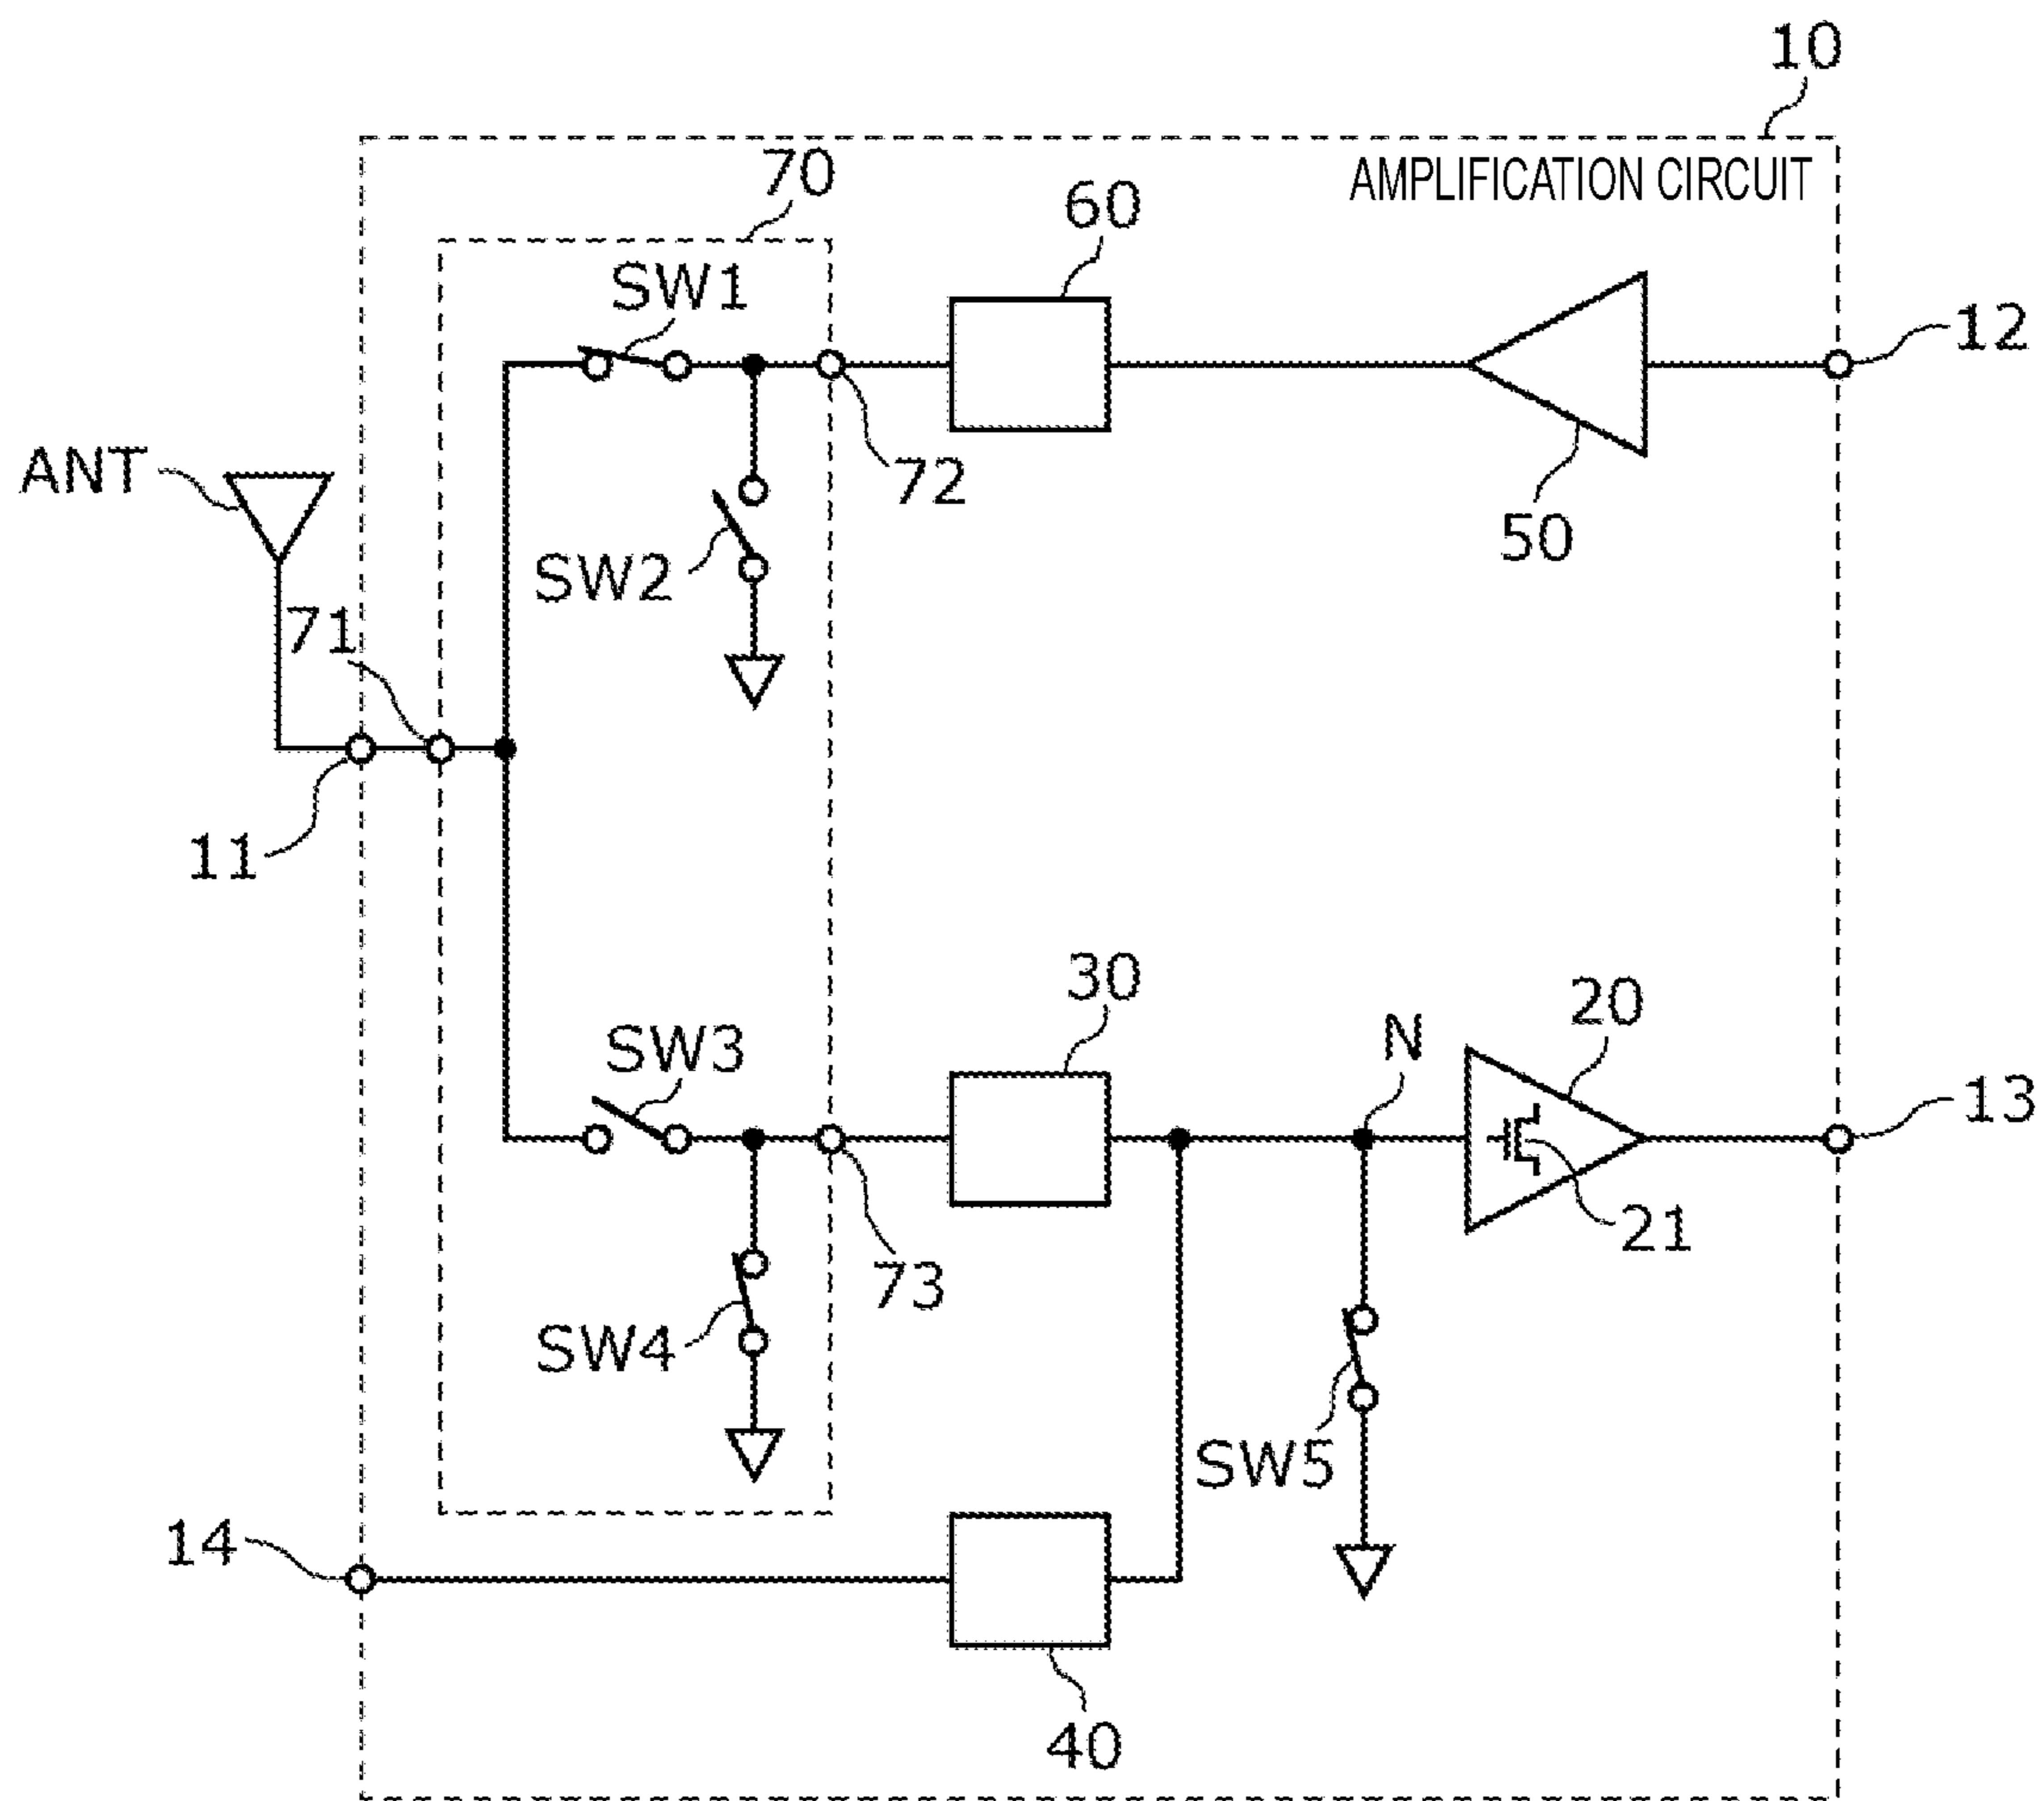 10
AMPLIFICATION CIRCUIT
70
60
SW1
12
ANT
72
50
SW2
71
11
30
20
N
SW3
13
21
73
SW4
SW5
14
40